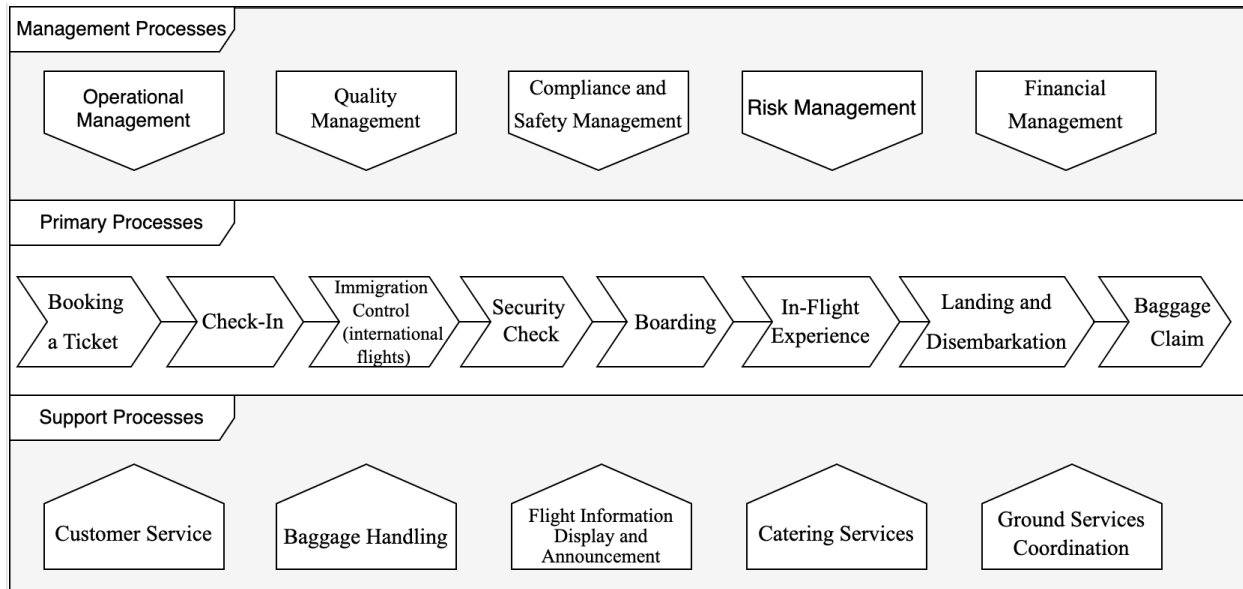 Management Processes
Operational
Management
Quality
Management
Compliance and
Safety Management
Risk Management
Financial
Management
Primary Processes
Booking
a Ticket
Check-In
Immigration
Control
(international
flights)
Security
Check
Boarding
In-Flight
Experience
Landing and
Disembarkation
Baggage
Claim
Support Processes
Customer Service
Baggage Handling
Flight Information
Display and
Announcement
Catering Services
Ground Services
Coordination